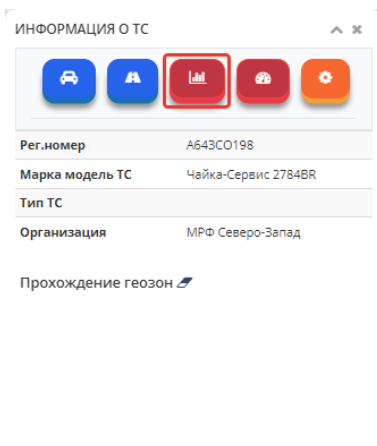 ИНФОРМАЦИЯ О ТС
Рег.номер А643СО198
Марка модель ТС Чайка-Сервис 2784BR
Тип ТС
Организация МРФ Северо-Запад
Прохождение геозон